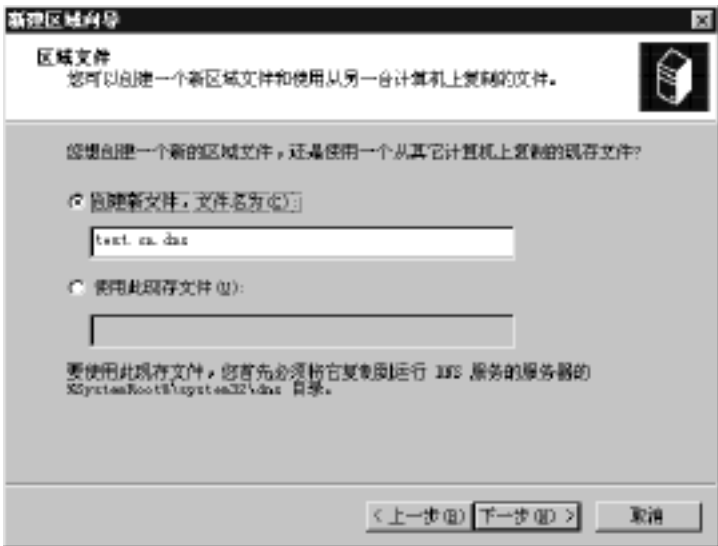 新建区域向导
区域文件
您可以创建一个新区域文件和使用从另一台计算机上复制的文件。
您想创建一个新的区域文件，还是使用一个从其它计算机上复制的现存文件?
创建新文件，文件名为(C):
test.cn.dns
使用此现存文件(U):
要使用此现存文件，您首先必须将它复制到运行 DNS 服务的服务器的
%SystemRoot%\system32\dns 目录。
< 上一步(B)
下一步(N) >
取消